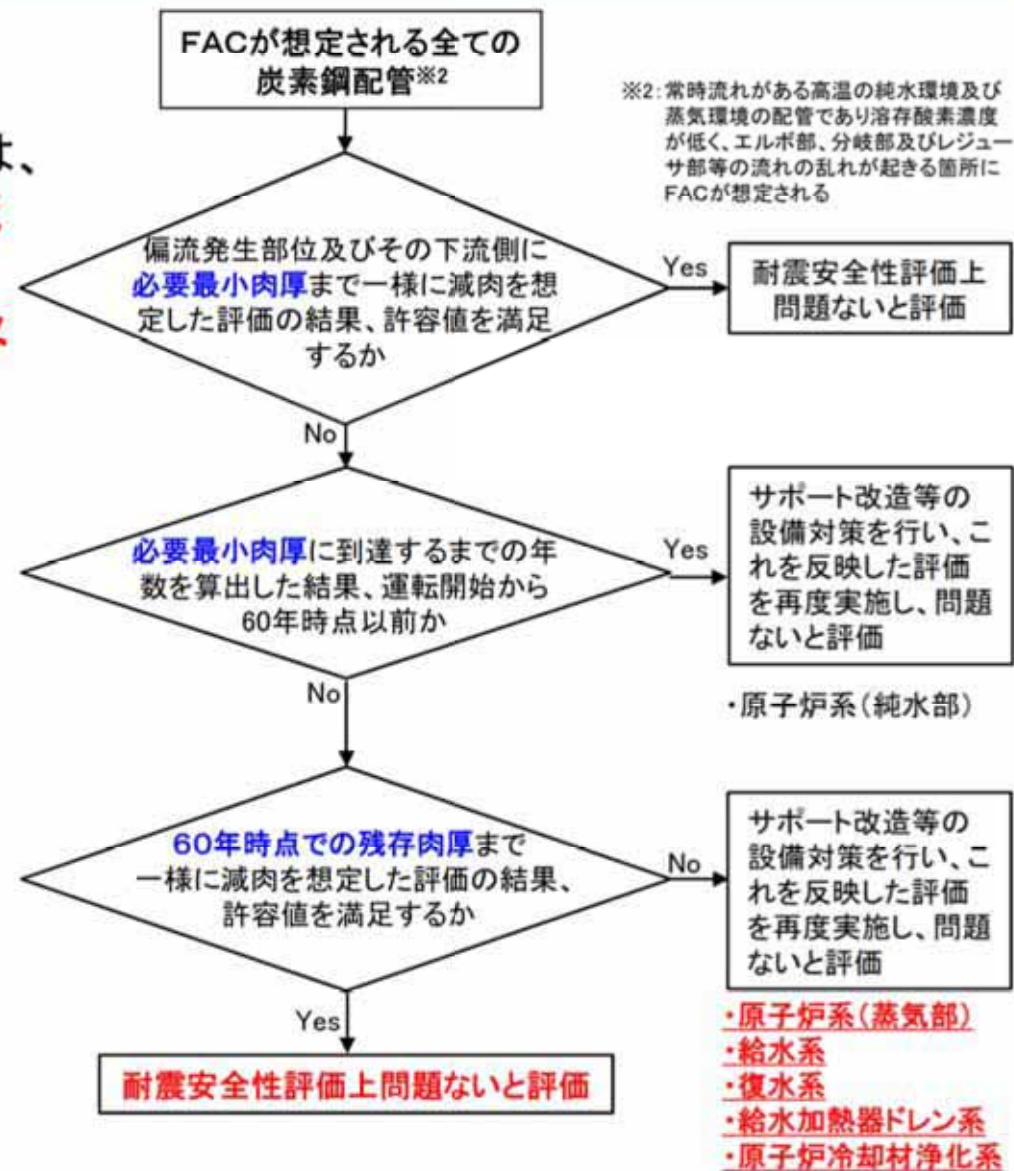 FACが想定される全ての
炭素鋼配管※2
※2:常時流れがある高温の純水環境及び
蒸気環境の配管であり溶存酸素濃度
が低く、エルボ部、分岐部及びレジュー
サ部等の流れの乱れが起きる箇所に
FACが想定される
は、
偏流発生部位及びその下流側に
必要最小肉厚まで一様に減肉を想
定した評価の結果、許容値を満足
するか
Yes
耐震安全性評価上
問題ないと評価
No
必要最小肉厚に到達するまでの年
数を算出した結果、運転開始から
60年時点以前か
Yes
サポート改造等の
設備対策を行い、こ
れを反映した評価
を再度実施し、問題
ないと評価
・原子炉系(純水部)
No
60年時点での残存肉厚まで
一様に減肉を想定した評価の結果、
許容値を満足するか
No
サポート改造等の
設備対策を行い、こ
れを反映した評価
を再度実施し、問題
ないと評価
・原子炉系(蒸気部)
・給水系
・復水系
・給水加熱器ドレン系
・原子炉冷却材浄化系
Yes
耐震安全性評価上問題ないと評価